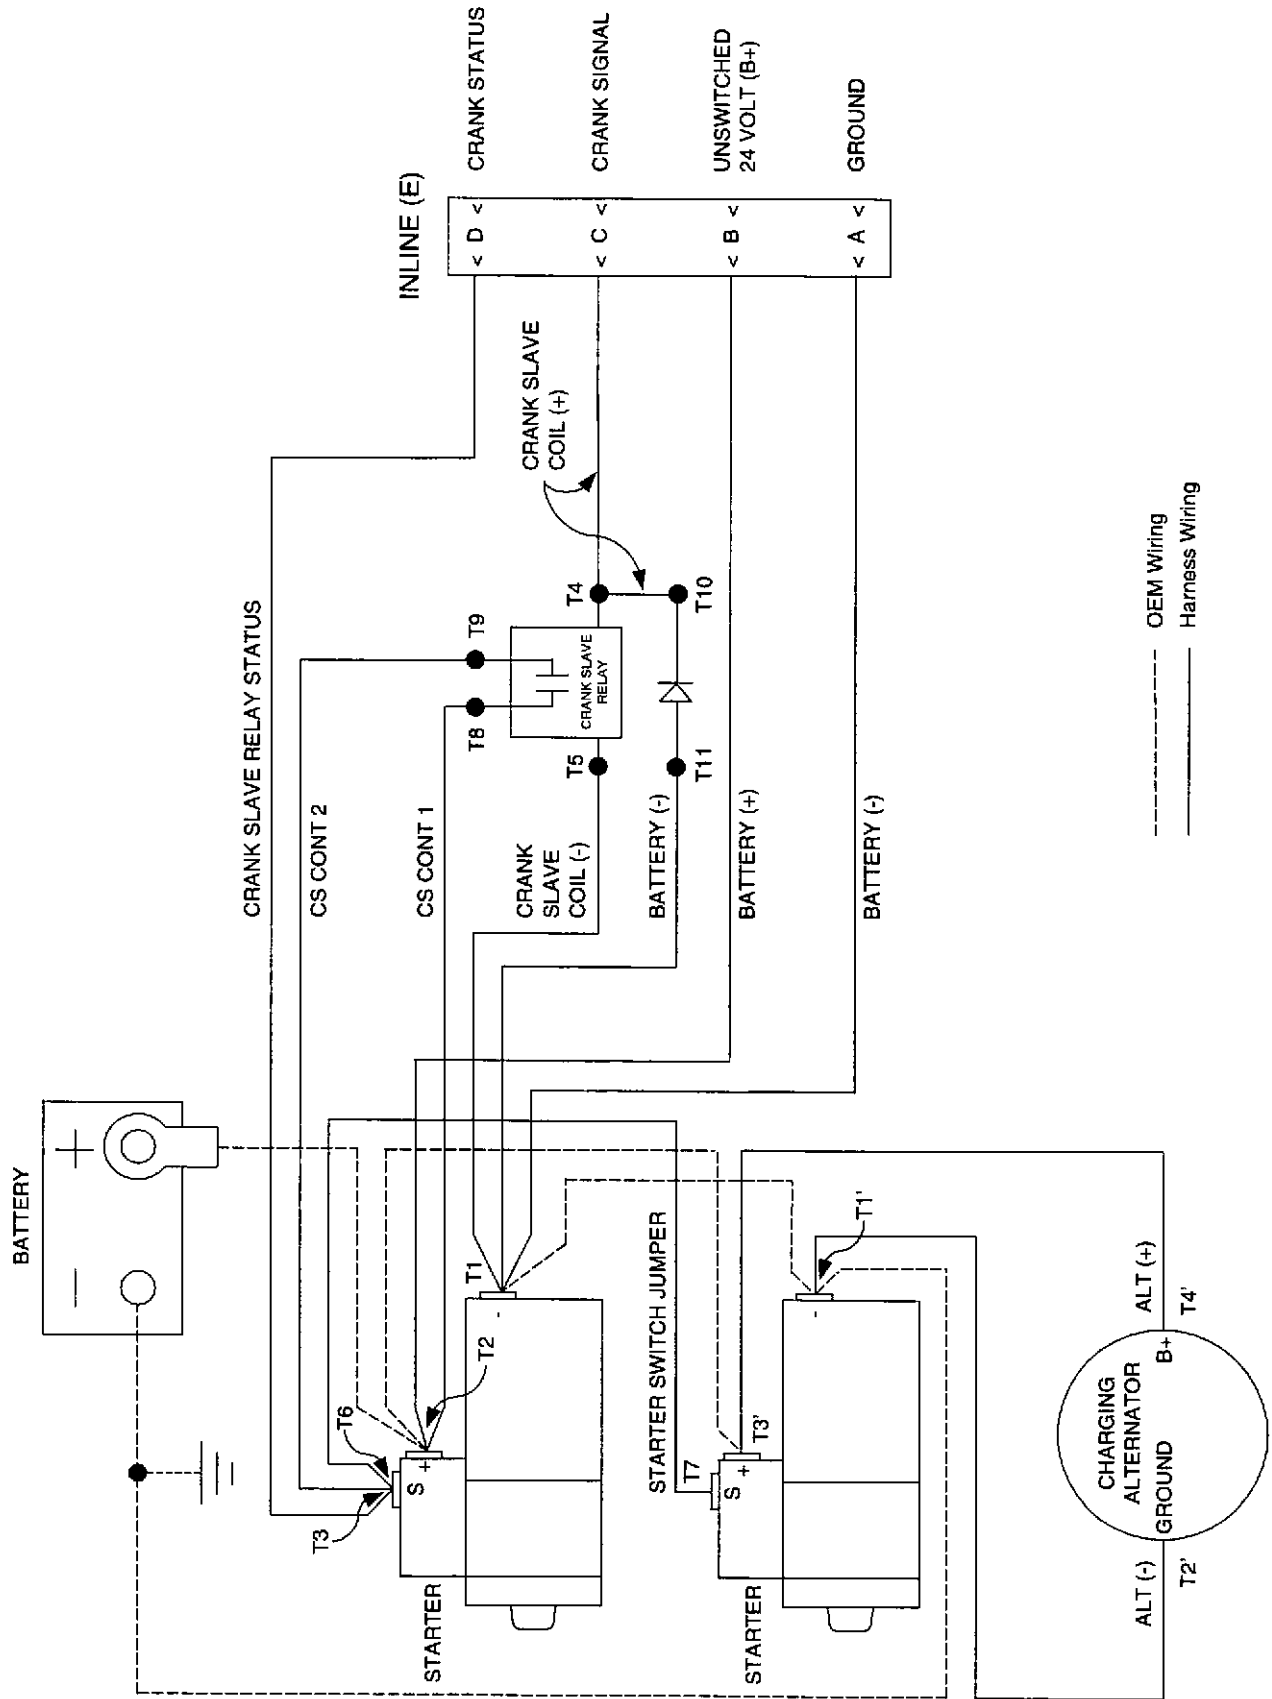 BATTERY
−
+
CRANK SLAVE RELAY STATUS
CS CONT 2
CS CONT 1
CRANK
SLAVE
COIL (-)
BATTERY (-)
BATTERY (+)
BATTERY (-)
T8
T9
T5
T4
CRANK SLAVE
RELAY
T11
T10
CRANK SLAVE
COIL (+)
INLINE (E)
< D <
CRANK STATUS
< C <
CRANK SIGNAL
< B <
UNSWITCHED
24 VOLT (B+)
< A <
GROUND
STARTER
T3
T6
S
+
T2
T1
-
STARTER SWITCH JUMPER
STARTER
T7
S
+
T3'
T1'
-
ALT (-)
T2'
CHARGING
ALTERNATOR
GROUND
B+
ALT (+)
T4'
OEM Wiring
Harness Wiring